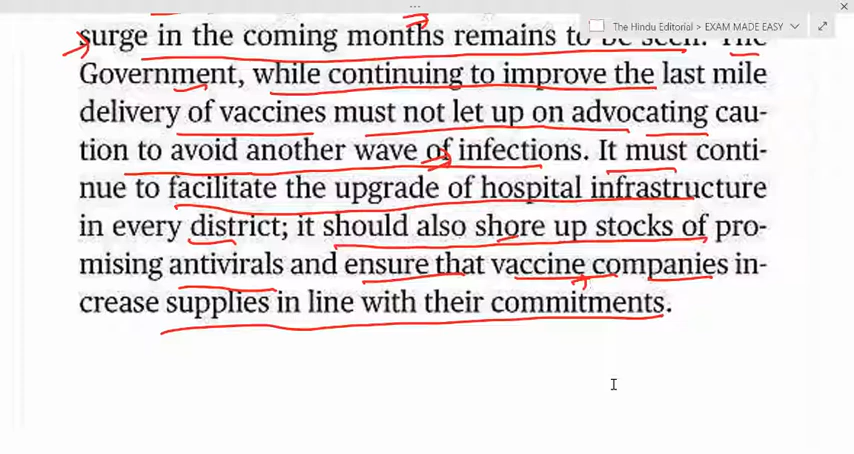 The Hindu Editorial > EXAM MADE EASY
surge in the coming months remains to be seen. The
Government, while continuing to improve the last mile
delivery of vaccines must not let up on advocating cau-
tion to avoid another wave of infections. It must conti-
nue to facilitate the upgrade of hospital infrastructure
in every district; it should also shore up stocks of pro-
mising antivirals and ensure that vaccine companies in-
crease supplies in line with their commitments.